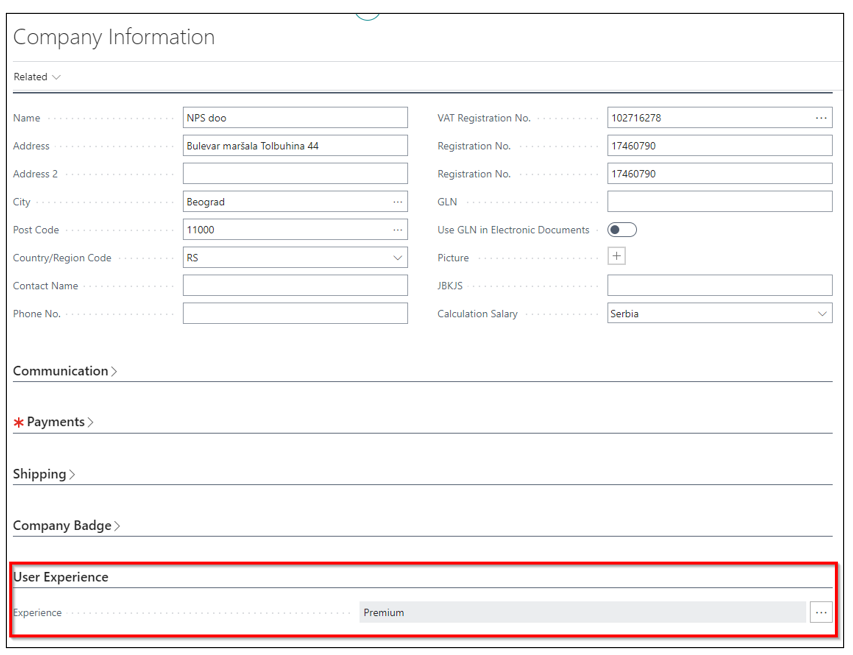 Company Information
Related
Name NPS doo
Address Bulevar maršala Tolbuhina 44
Address 2
City Beograd ...
Post Code 11000 ...
Country/Region Code RS
Contact Name
Phone No.
VAT Registration No. 102716278 ...
Registration No. 17460790
Registration No. 17460790
GLN
Use GLN in Electronic Documents
Picture +
JBKJS
Calculation Salary Serbia
Communication >
* Payments >
Shipping >
Company Badge >
User Experience
Experience Premium ...